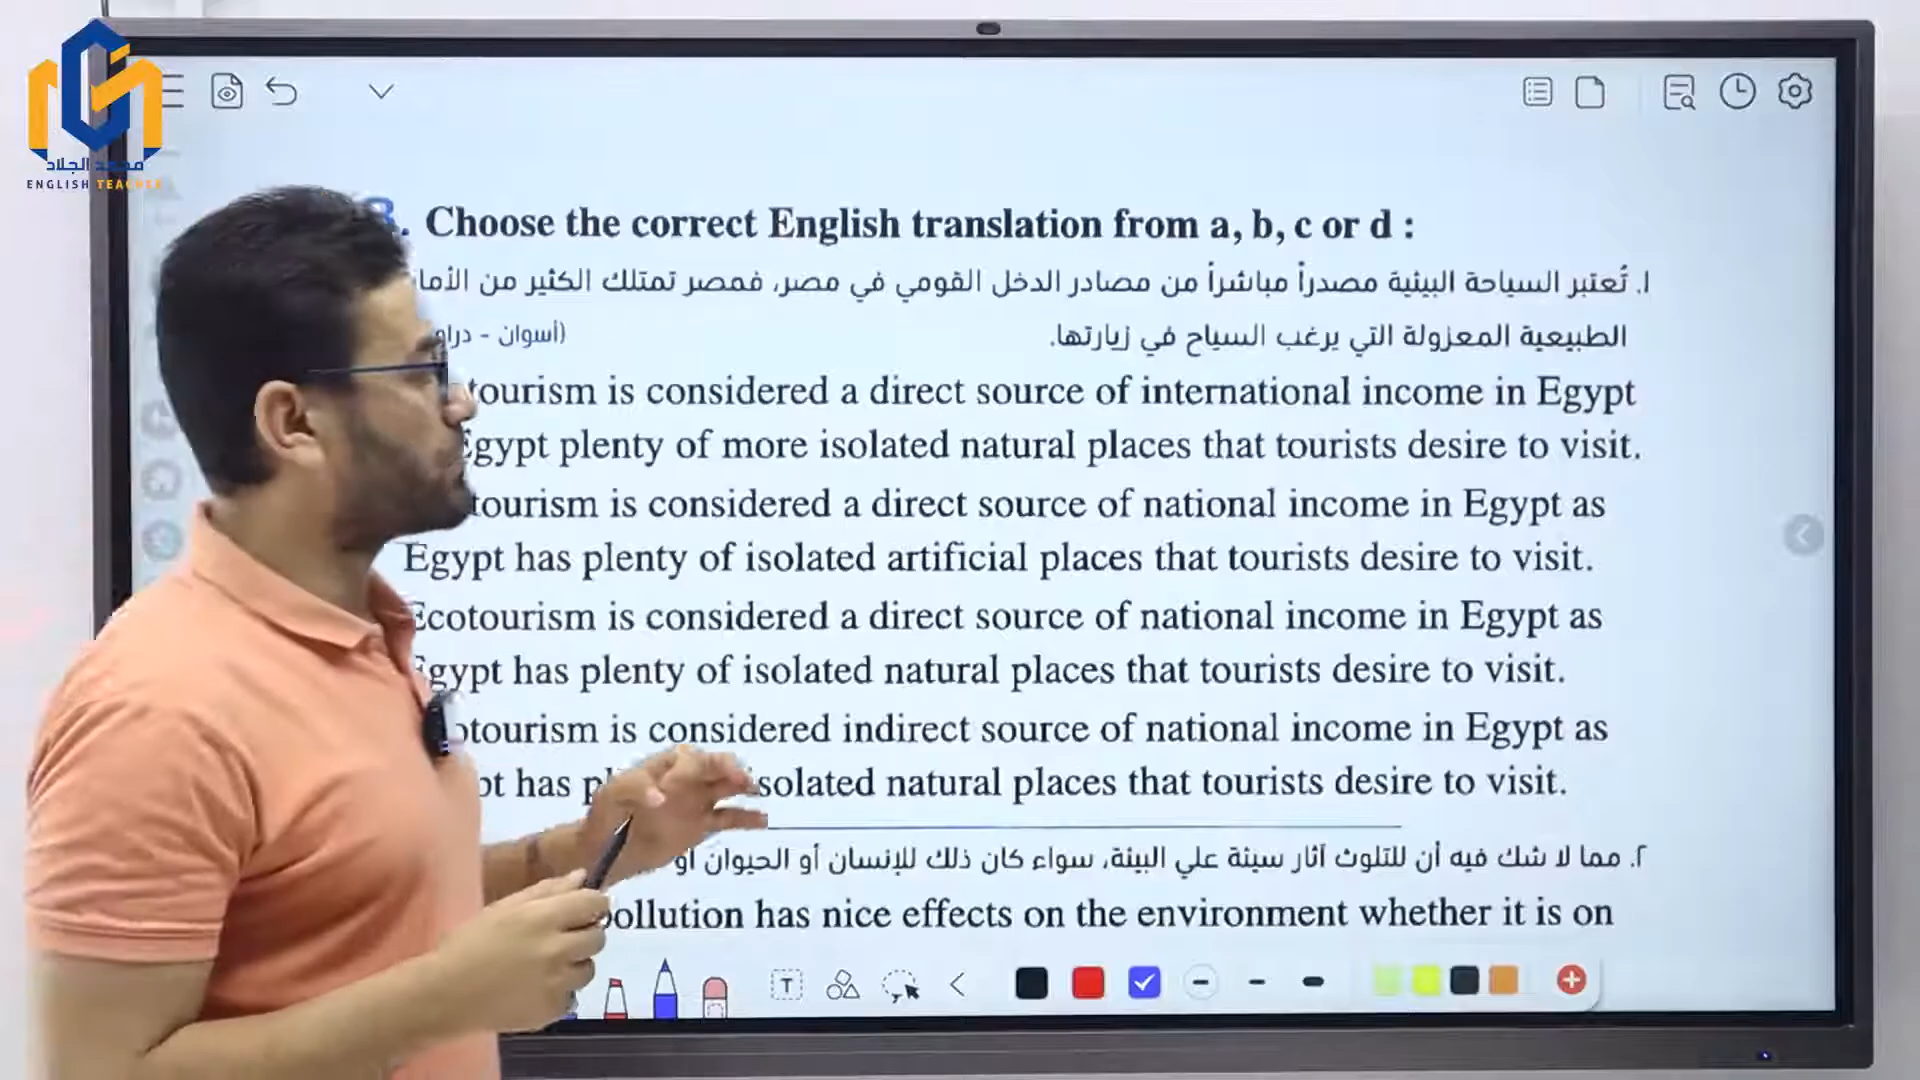 محمد الجلاد
ENGLISH TEACHER
3. Choose the correct English translation from a, b, c or d :
١. تُعتبر السياحة البيئية مصدراً مباشراً من مصادر الدخل القومي في مصر، فمصر تمتلك الكثير من
الطبيعية المعزولة التي يرغب السياح في زيارتها. (أسوان -
is considered a direct source of international income in Egypt
Egypt plenty of more isolated natural places that tourists desire to visit.
is considered a direct source of national income in Egypt as
Egypt has plenty of isolated artificial places that tourists desire to visit.
Ecotourism is considered a direct source of national income in Egypt as
Egypt has plenty of isolated natural places that tourists desire to visit.
is considered indirect source of national income in Egypt as
has isolated natural places that tourists desire to visit.
٢. مما لا شك فيه أن للتلوث آثار سيئة علي البيئة، سواء كان ذلك للإنسان أو الحيوان أو
pollution has nice effects on the environment whether it is on
T